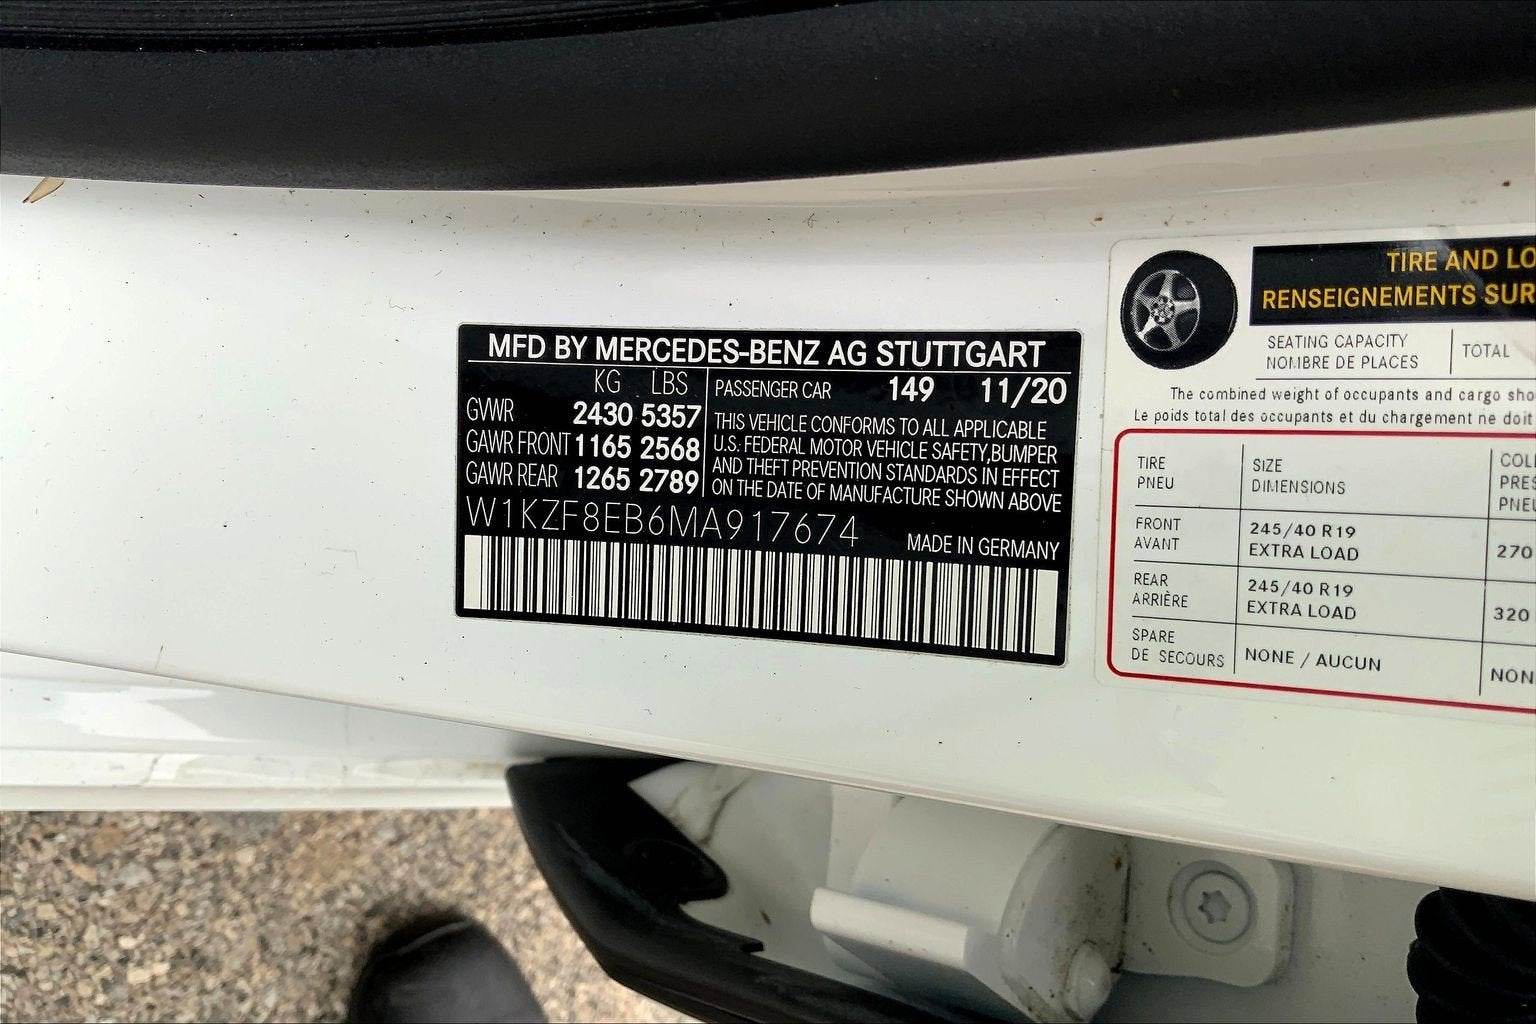 MFD BY MERCEDES-BENZ AG STUTTGART
KG LBS
GVWR 2430 5357
GAWR FRONT 1165 2568
GAWR REAR 1265 2789
PASSENGER CAR 149 11/20
THIS VEHICLE CONFORMS TO ALL APPLICABLE
U.S. FEDERAL MOTOR VEHICLE SAFETY,BUMPER
AND THEFT PREVENTION STANDARDS IN EFFECT
ON THE DATE OF MANUFACTURE SHOWN ABOVE
W1KZF8EB6MA917674
MADE IN GERMANY
TIRE AND LO
RENSEIGNEMENTS SUR
SEATING CAPACITY
NOMBRE DE PLACES
TOTAL
The combined weight of occupants and cargo sho
Le poids total des occupants et du chargement ne doit
TIRE
PNEU
SIZE
DIMENSIONS
COL
PRES
PNEU
FRONT
AVANT
245/40 R19
EXTRA LOAD
270
REAR
ARRIÈRE
245/40 R19
EXTRA LOAD
320
SPARE
DE SECOURS
NONE / AUCUN
NON